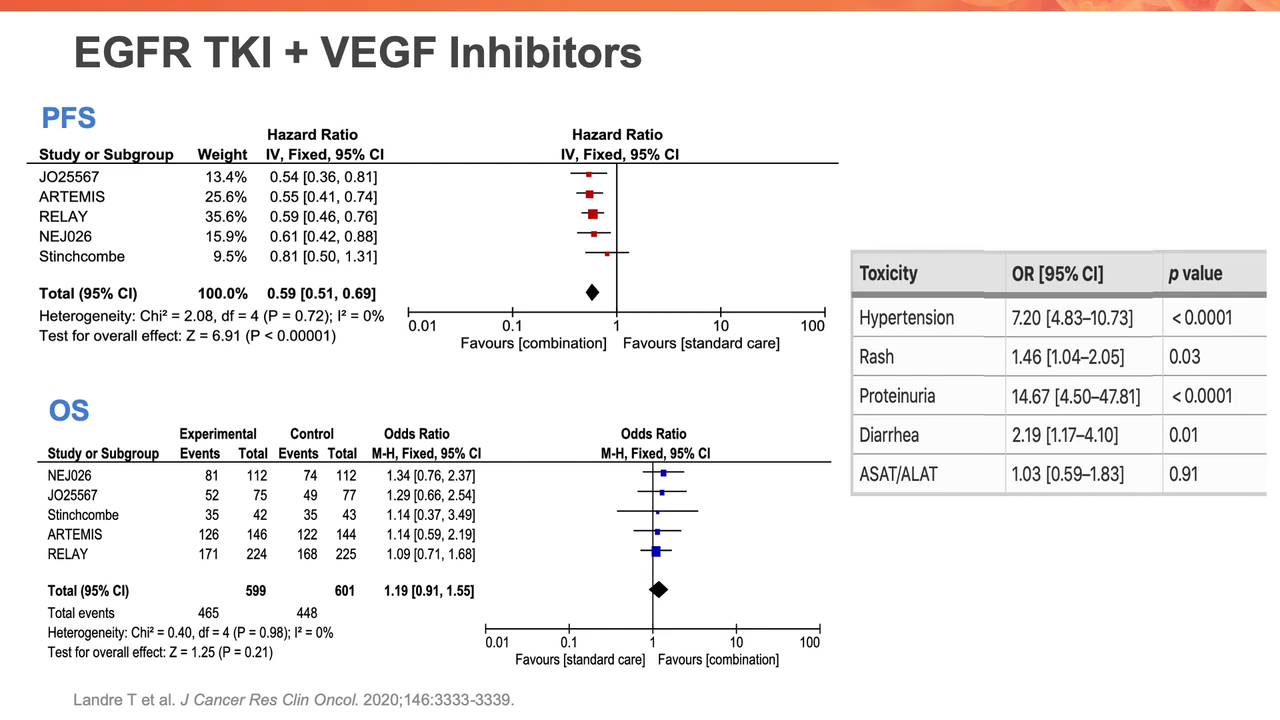 EGFR TKI + VEGF Inhibitors
PFS
Hazard Ratio Hazard Ratio
Study or Subgroup Weight IV, Fixed, 95% CI IV, Fixed, 95% CI
JO25567 13.4% 0.54 [0.36, 0.81]
ARTEMIS 25.6% 0.55 [0.41, 0.74]
RELAY 35.6% 0.59 [0.46, 0.76]
NEJ026 15.9% 0.61 [0.42, 0.88]
Stinchcombe 9.5% 0.81 [0.50, 1.31]
Total (95% CI) 100.0% 0.59 [0.51, 0.69]
Heterogeneity: Chi² = 2.08, df = 4 (P = 0.72); I² = 0%
Test for overall effect: Z = 6.91 (P < 0.00001)
0.01 0.1 1 10 100
Favours [combination] Favours [standard care]
OS
Experimental Control Odds Ratio Odds Ratio
Study or Subgroup Events Total Events Total M-H, Fixed, 95% CI M-H, Fixed, 95% CI
NEJ026 81 112 74 112 1.34 [0.76, 2.37]
JO25567 52 75 49 77 1.29 [0.66, 2.54]
Stinchcombe 35 42 35 43 1.14 [0.37, 3.49]
ARTEMIS 126 146 122 144 1.14 [0.59, 2.19]
RELAY 171 224 168 225 1.09 [0.71, 1.68]
Total (95% CI) 599 601 1.19 [0.91, 1.55]
Total events 465 448
Heterogeneity: Chi² = 0.40, df = 4 (P = 0.98); I² = 0%
Test for overall effect: Z = 1.25 (P = 0.21)
0.01 0.1 1 10 100
Favours [standard care] Favours [combination]
Toxicity OR [95% CI] p value
Hypertension 7.20 [4.83–10.73] < 0.0001
Rash 1.46 [1.04–2.05] 0.03
Proteinuria 14.67 [4.50–47.81] < 0.0001
Diarrhea 2.19 [1.17–4.10] 0.01
ASAT/ALAT 1.03 [0.59–1.83] 0.91
Landre T et al. J Cancer Res Clin Oncol. 2020;146:3333-3339.